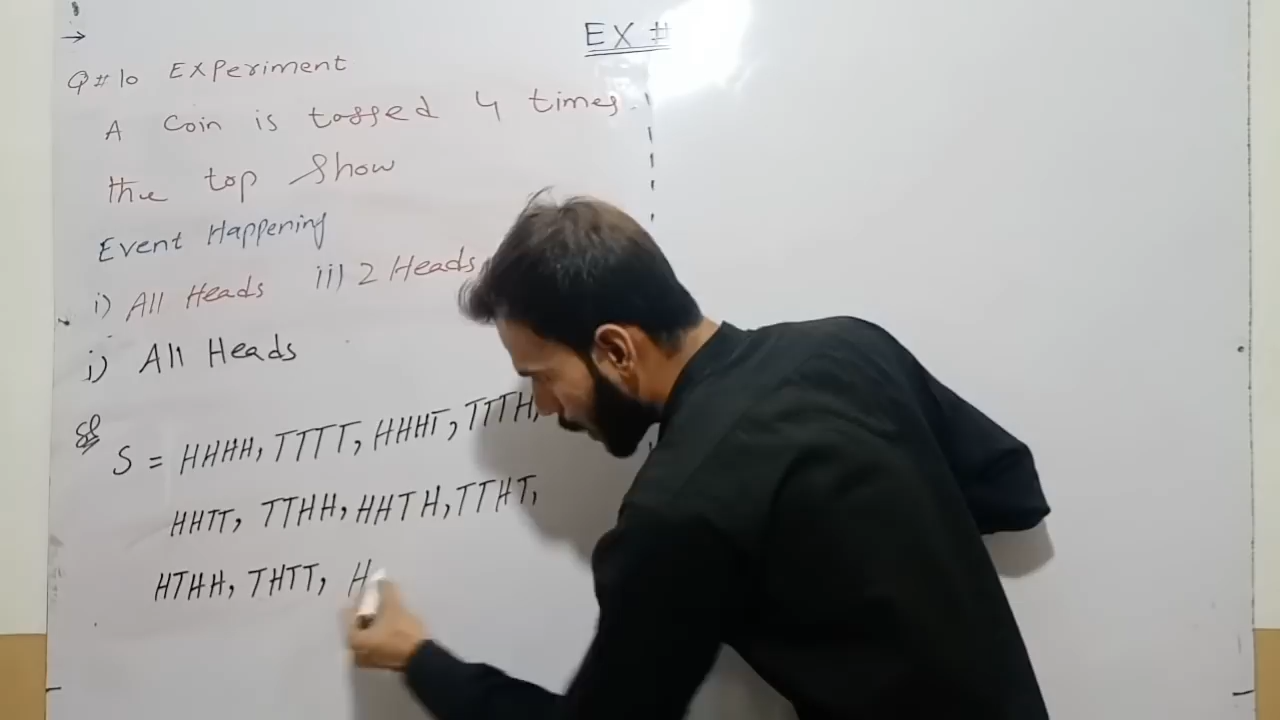 EX #
Q#10 Experiment
A Coin is tossed 4 times.
the top show
Event Happening
i) All Heads ii) 2 Heads
i) All Heads
S = HHHH, TTTT, HHHT, TTTH,
HHTT, TTHH, HHTH, TTHT,
HTHH, THTT, H